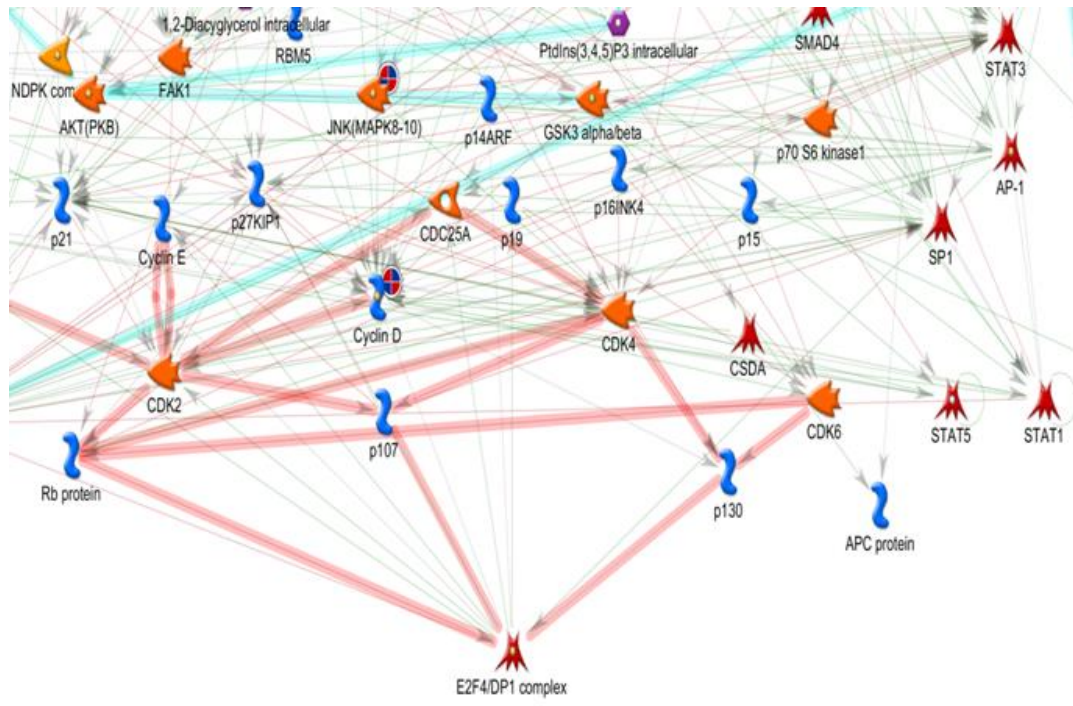 1,2-Diacyglycerol intracellular
RBM5
PtdIns(3,4,5)P3 intracellular
SMAD4
STAT3
NDPK com
FAK1
AKT(PKB)
JNK(MAPK8-10)
p14ARF
GSK3 alpha/beta
p70 S6 kinase1
AP-1
p21
Cyclin E
p27KIP1
CDC25A
p19
p16INK4
p15
SP1
Cyclin D
CDK4
CSDA
CDK2
p107
CDK6
STAT5
STAT1
Rb protein
p130
APC protein
E2F4/DP1 complex